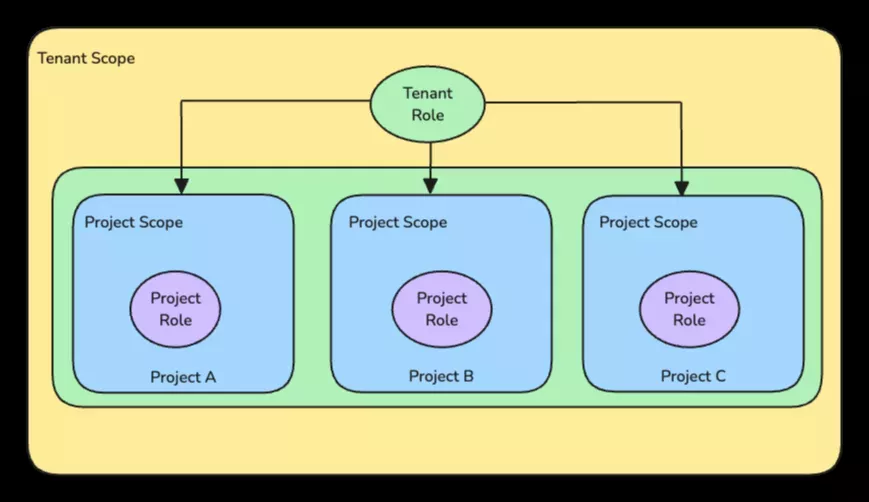 Tenant Scope
Tenant
Role
Project Scope
Project
Role
Project A
Project Scope
Project
Role
Project B
Project Scope
Project
Role
Project C